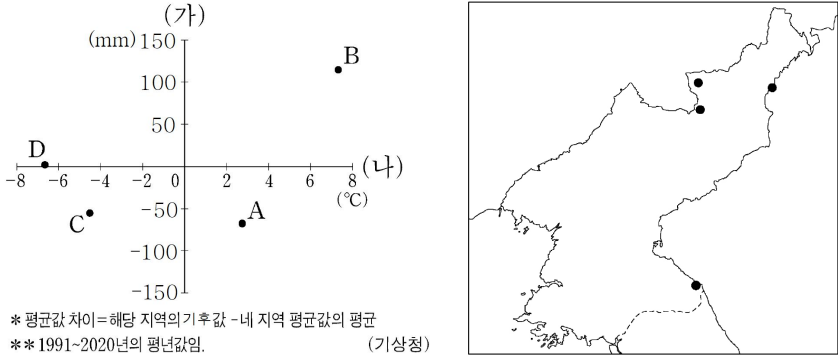 (가)
(mm) 150
B
100
50
D
-8 -6 -4 -2 0 2 4 6 8 (나)
(℃)
-50
C A
-100
-150
* 평균값 차이=해당 지역의기후값 -네 지역 평균값의 평균
** 1991~2020년의 평년값임. (기상청)